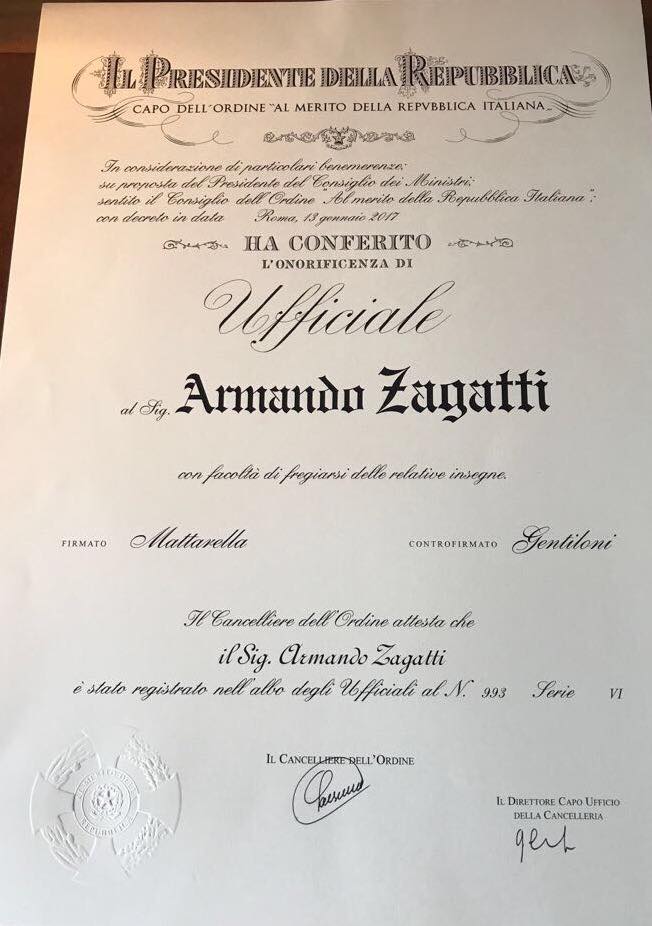 IL PRESIDENTE DELLA REPUBBLICA
CAPO DELL'ORDINE "AL MERITO DELLA REPVBBLICA ITALIANA"
In considerazione di particolari benemerenze;
su proposta del Presidente del Consiglio dei Ministri;
sentito il Consiglio dell'Ordine "Al merito della Repubblica Italiana";
con decreto in data Roma, 13 gennaio 2017
HA CONFERITO
L'ONORIFICENZA DI
Ufficiale
al Sig. Armando Zagatti
con facoltà di fregiarsi delle relative insegne.
FIRMATO Mattarella CONTROFIRMATO Gentiloni
Il Cancelliere dell'Ordine attesta che
il Sig. Armando Zagatti
è stato registrato nell'albo degli Ufficiali al N. 993 Serie VI
IL CANCELLIERE DELL'ORDINE
IL DIRETTORE CAPO UFFICIO
DELLA CANCELLERIA